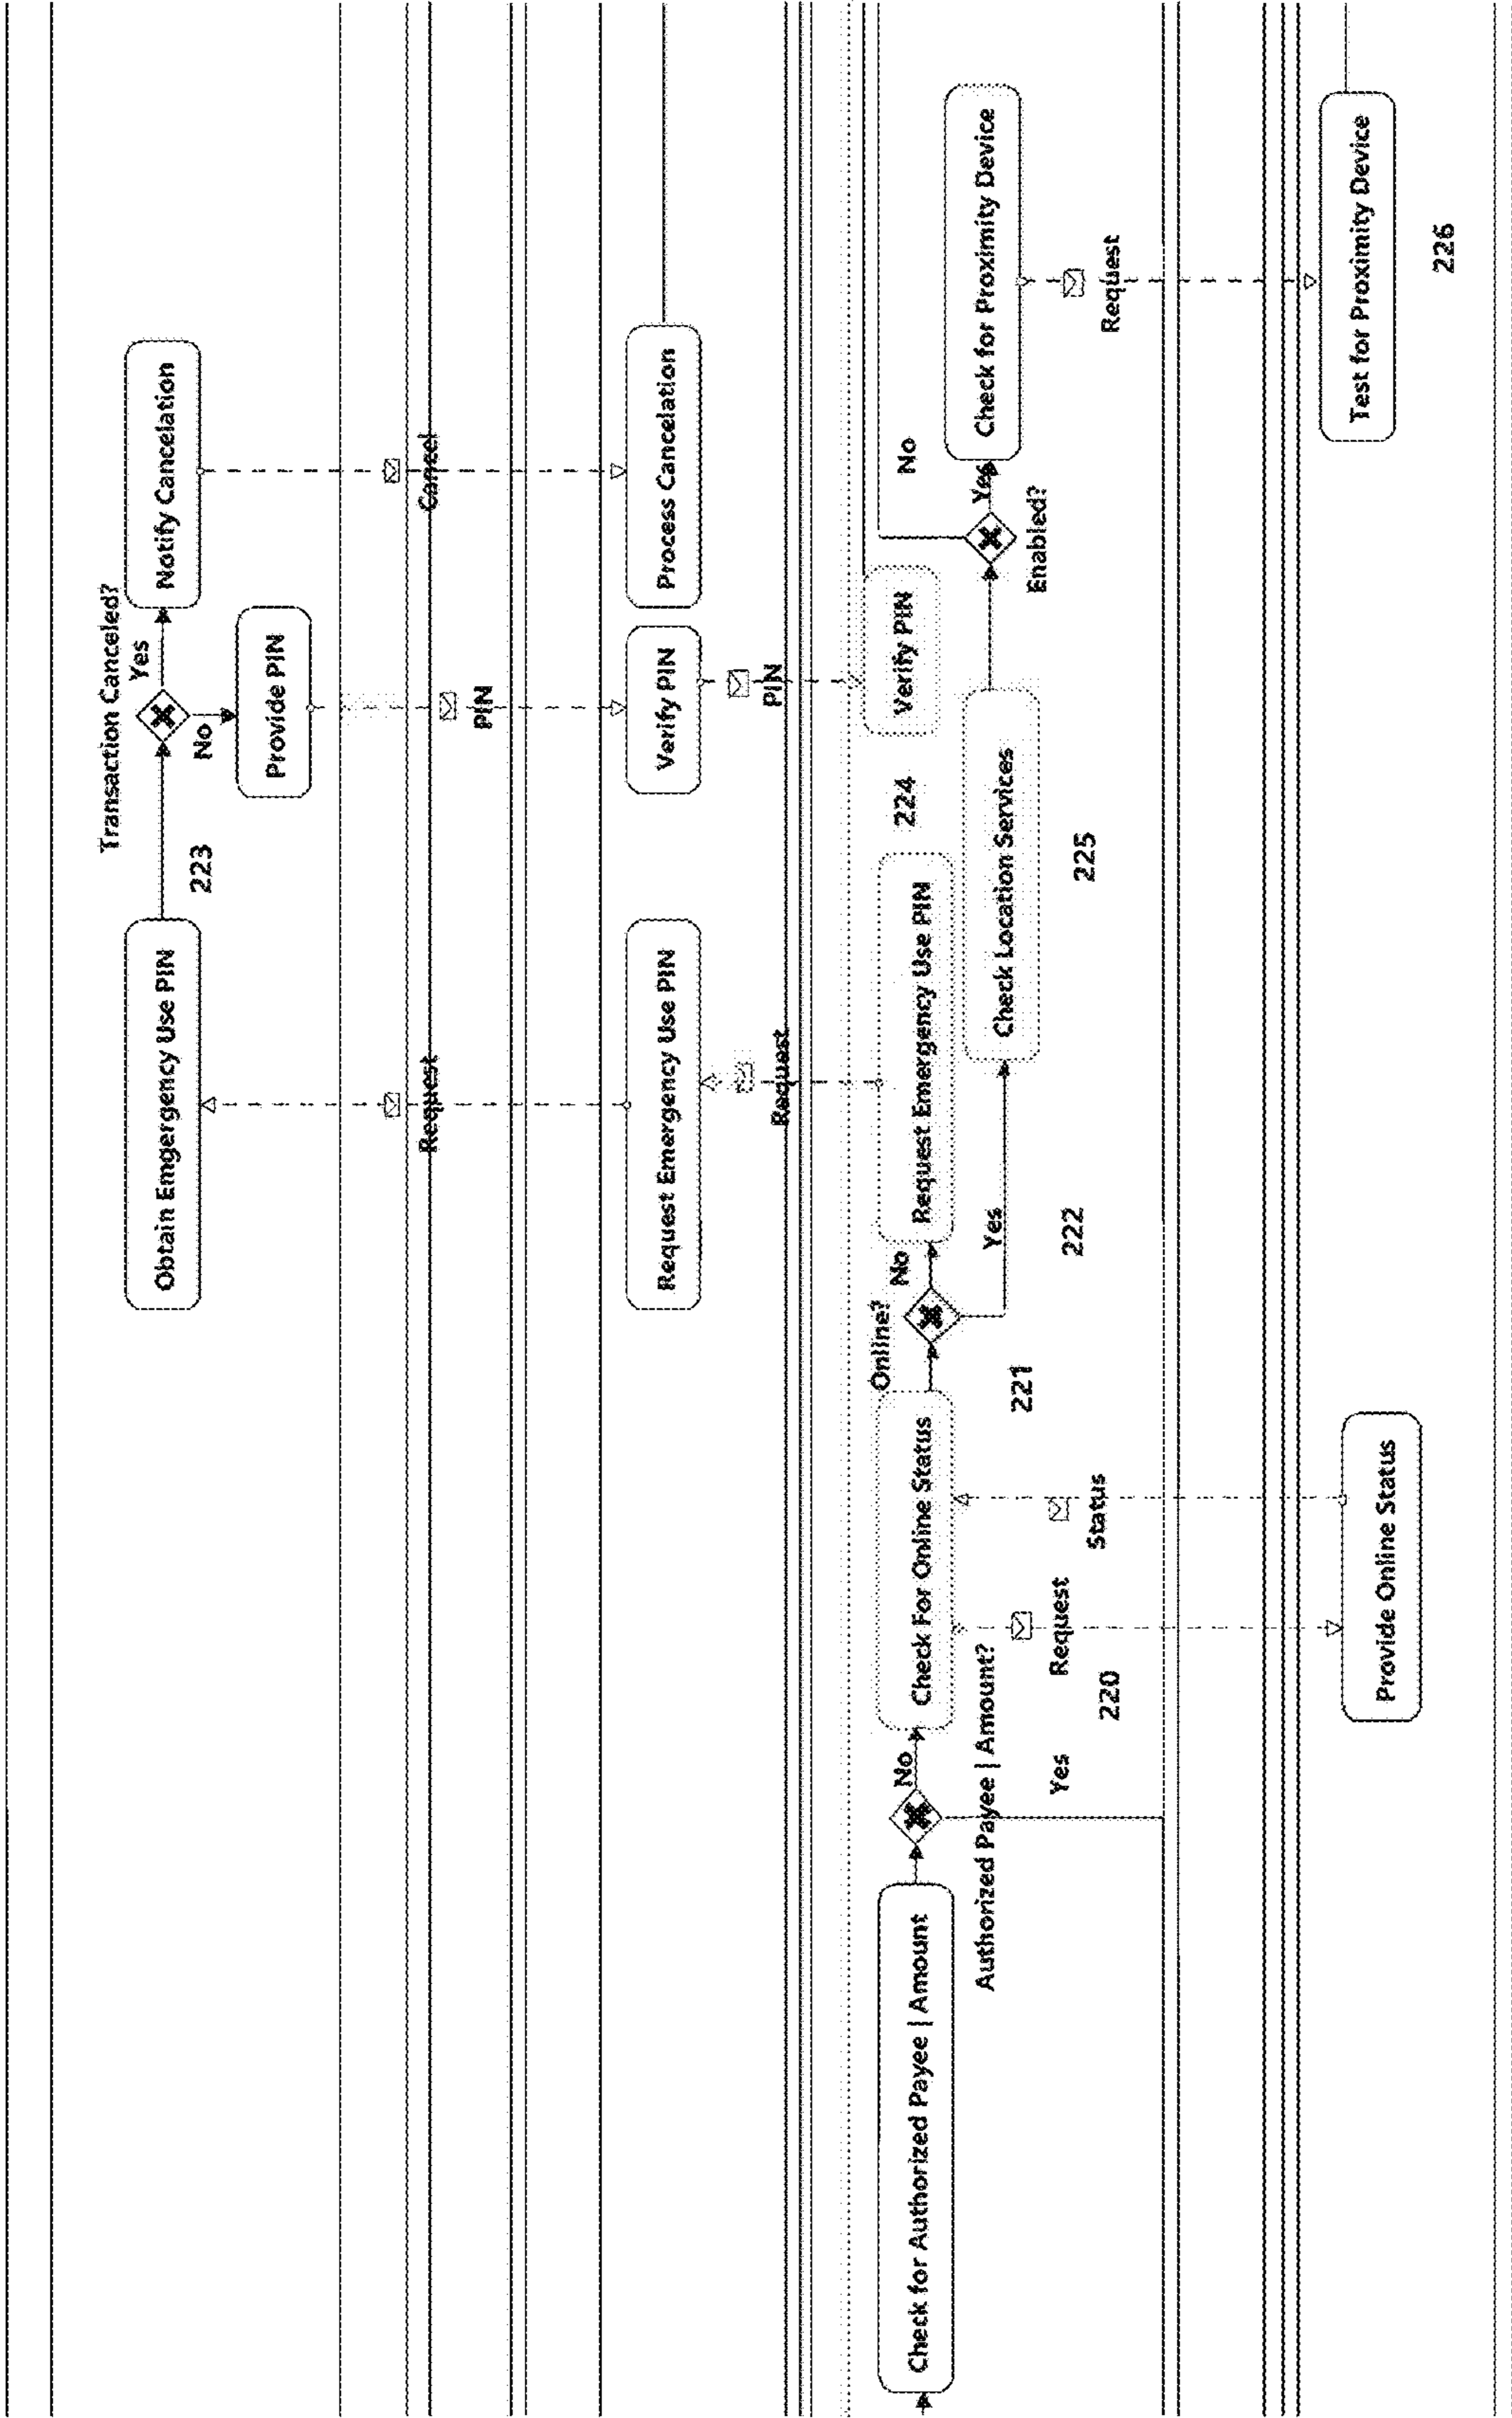 Transaction Canceled?
Obtain Emgergency Use PIN
223
Yes
Notify Cancelation
No
Provide PIN
Request
PIN
Cancel
Request Emergency Use PIN
Verify PIN
Process Cancelation
Request
PIN
Check for Authorized Payee | Amount
No
Authorized Payee | Amount?
Yes
220
Check For Online Status
Request
Status
Online?
No
221
Yes
222
Request Emergency Use PIN
224
Verify PIN
Check Location Services
225
Enabled?
Yes
No
Check for Proximity Device
Request
Provide Online Status
Test for Proximity Device
226